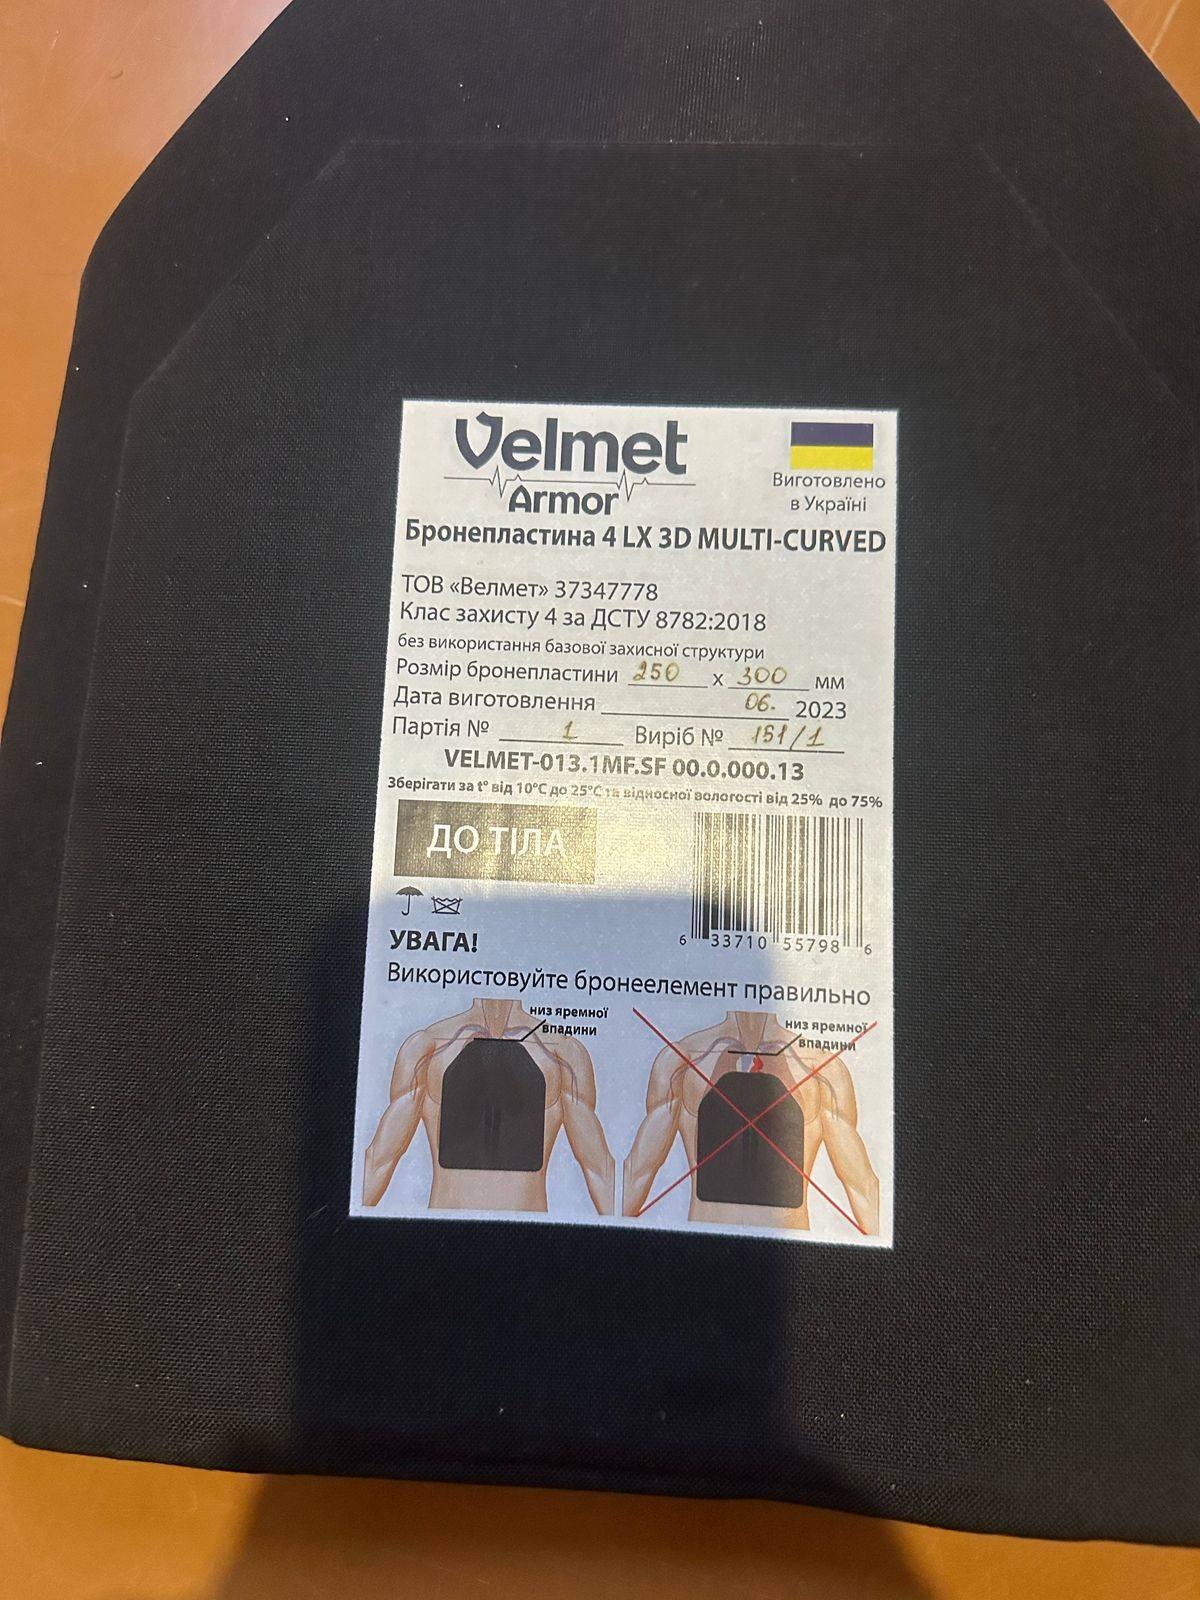 Velmet
Armor
Виготовлено
в Україні
Бронепластина 4 LX 3D MULTI-CURVED
ТОВ «Велмет» 37347778
Клас захисту 4 за ДСТУ 8782:2018
без використання базової захисної структури
Розмір бронепластини 250 х 300 мм
Дата виготовлення 06. 2023
Партія № 1 Виріб № 151/1
VELMET-013.1MF.SF 00.0.000.13
Зберігати за t° від 10°C до 25°C та відносної вологості від 25% до 75%
ДО ТІЛА
6 33710 55798 6
УВАГА!
Використовуйте бронеелемент правильно
низ яремної
впадини
низ яремної
впадини